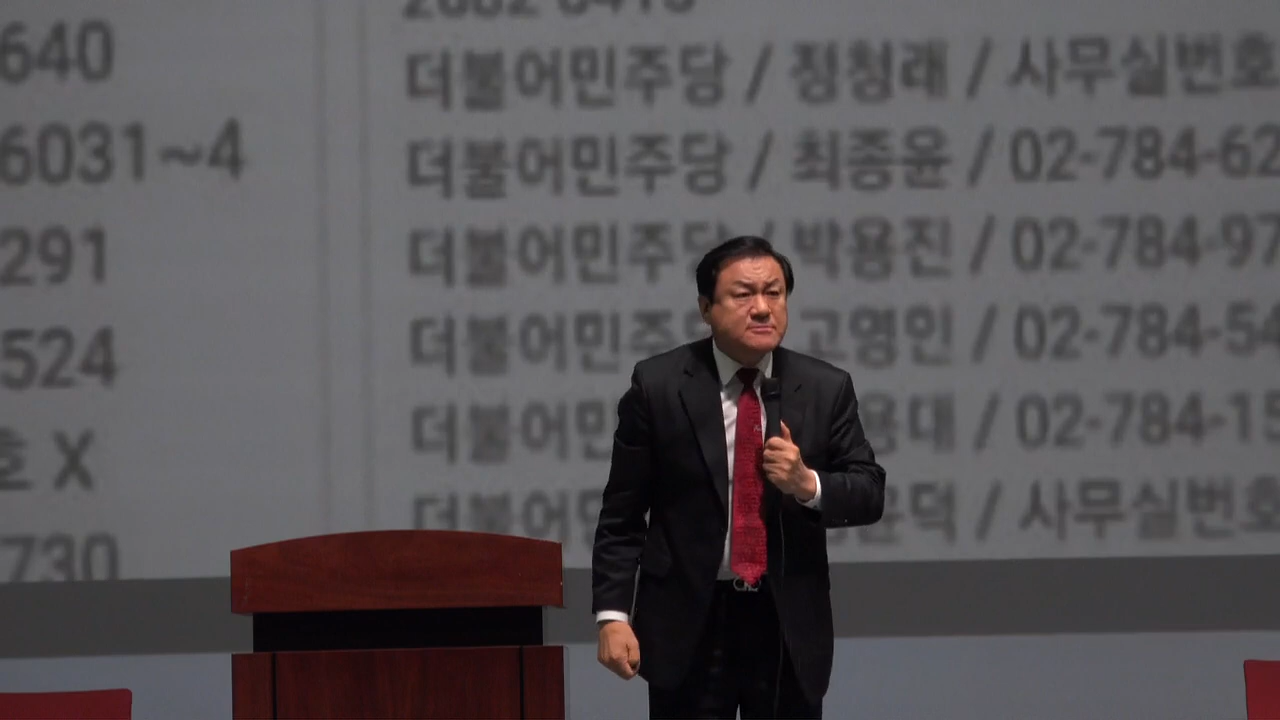 640
6031~4
291
524
호 X
730
2682 8415
더불어민주당 / 정청래 / 사무실번호
더불어민주당 / 최종윤 / 02-784-62
더불어민주당 / 박용진 / 02-784-97
더불어민주 / 고영인 / 02-784-54
더불어민 용대 / 02-784-15
더불어민 윤덕 / 사무실번호